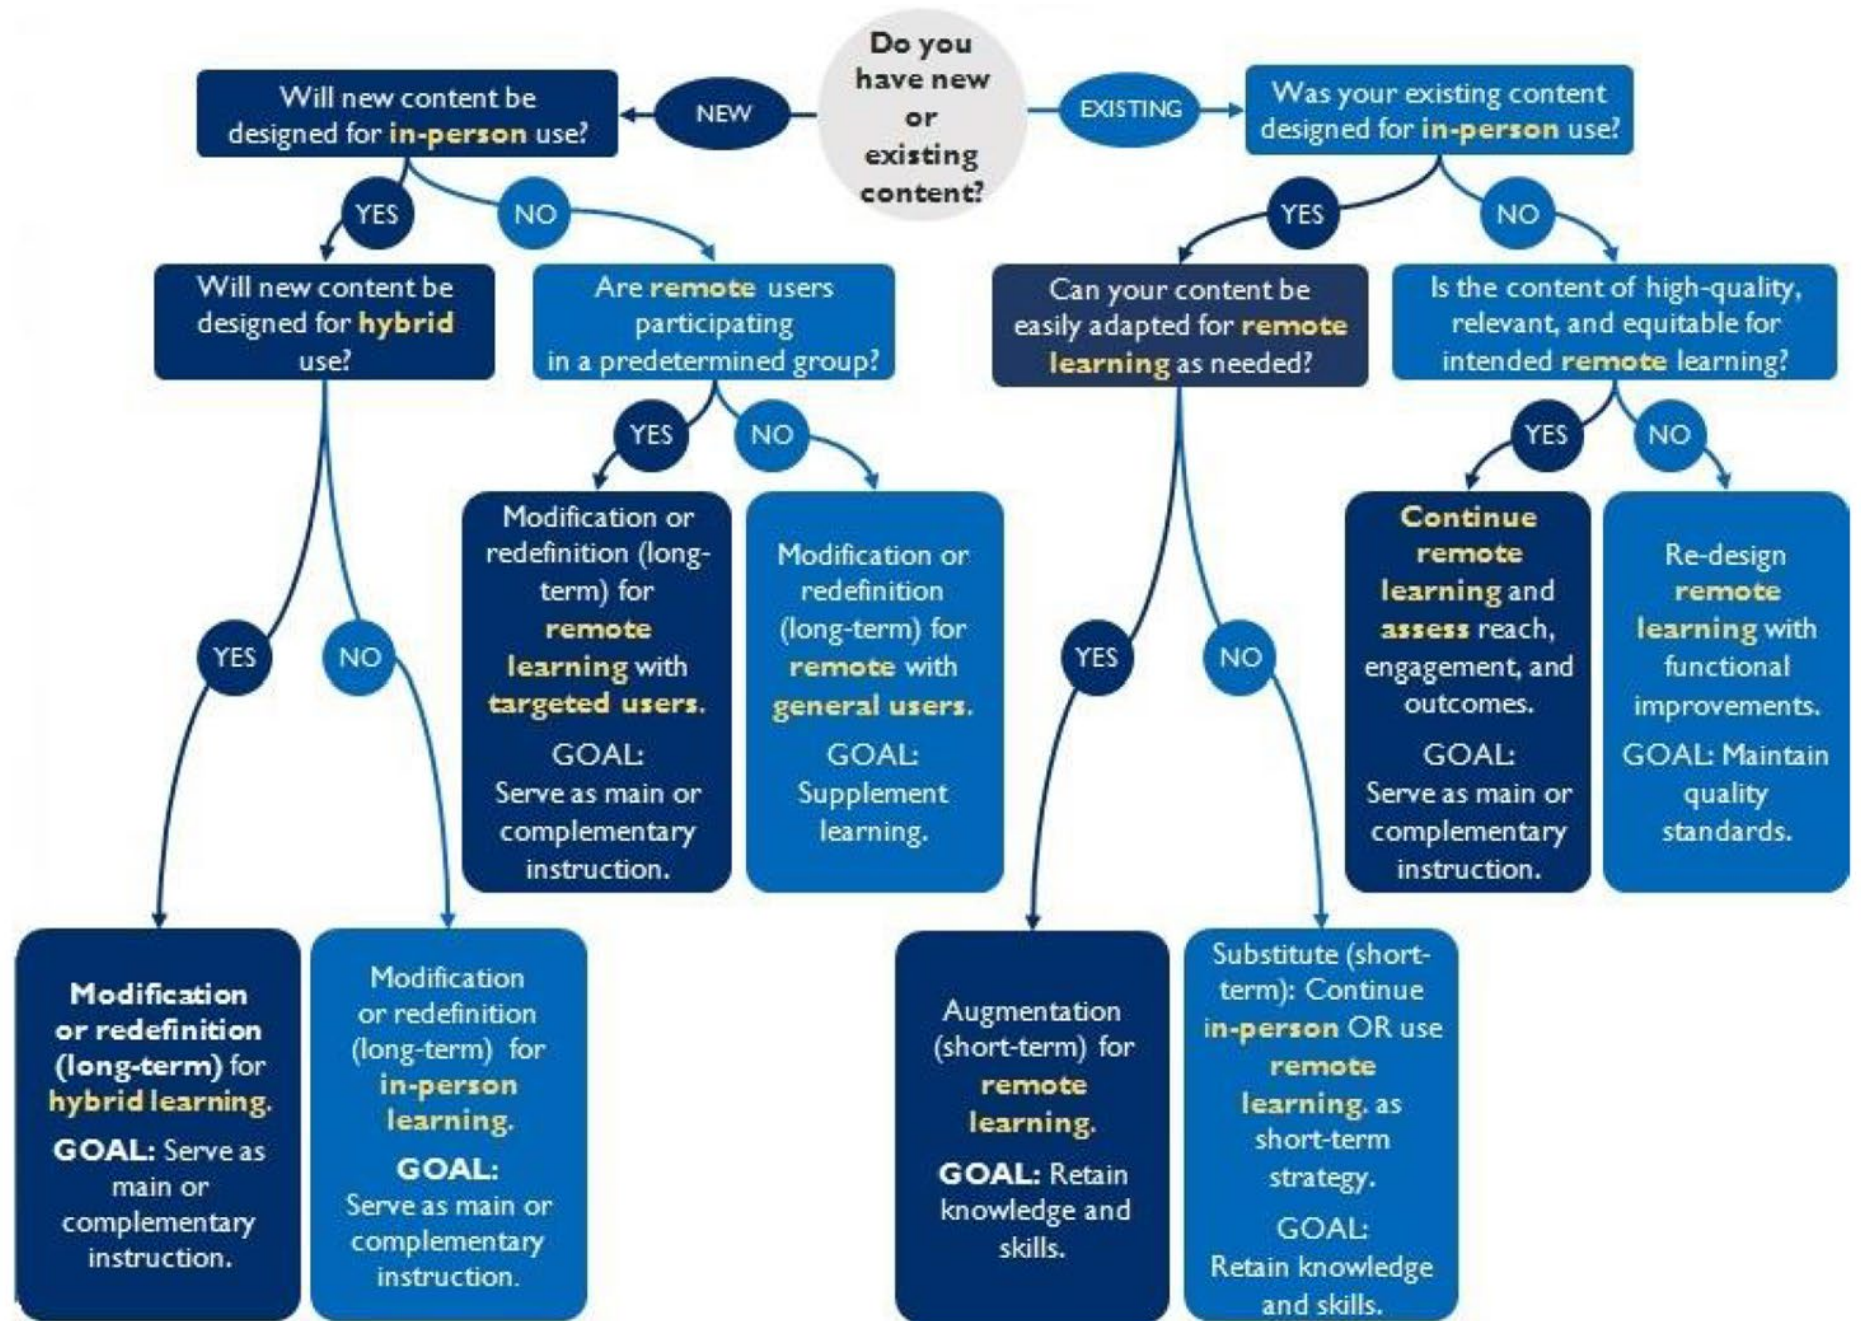 Do you
have new
or
existing
content?
NEW
EXISTING
Will new content be
designed for in-person use?
Was your existing content
designed for in-person use?
YES
NO
YES
NO
Will new content be
designed for hybrid
use?
Are remote users
participating
in a predetermined group?
Can your content be
easily adapted for remote
learning as needed?
Is the content of high-quality,
relevant, and equitable for
intended remote learning?
YES
NO
YES
NO
Modification or
redefinition (long-
term) for
remote
learning with
targeted users.
GOAL:
Serve as main or
complementary
instruction.
Modification or
redefinition
(long-term) for
remote with
general users.
GOAL:
Supplement
learning.
Continue
remote
learning and
assess reach,
engagement, and
outcomes.
GOAL:
Serve as main or
complementary
instruction.
Re-design
remote
learning with
functional
improvements.
GOAL: Maintain
quality
standards.
YES
NO
YES
NO
Modification
or redefinition
(long-term) for
hybrid learning.
GOAL: Serve as
main or
complementary
instruction.
Modification
or redefinition
(long-term) for
in-person
learning.
GOAL:
Serve as main or
complementary
instruction.
Augmentation
(short-term) for
remote
learning.
GOAL: Retain
knowledge and
skills.
Substitute (short-
term): Continue
in-person OR use
remote
learning. as
short-term
strategy.
GOAL:
Retain knowledge
and skills.